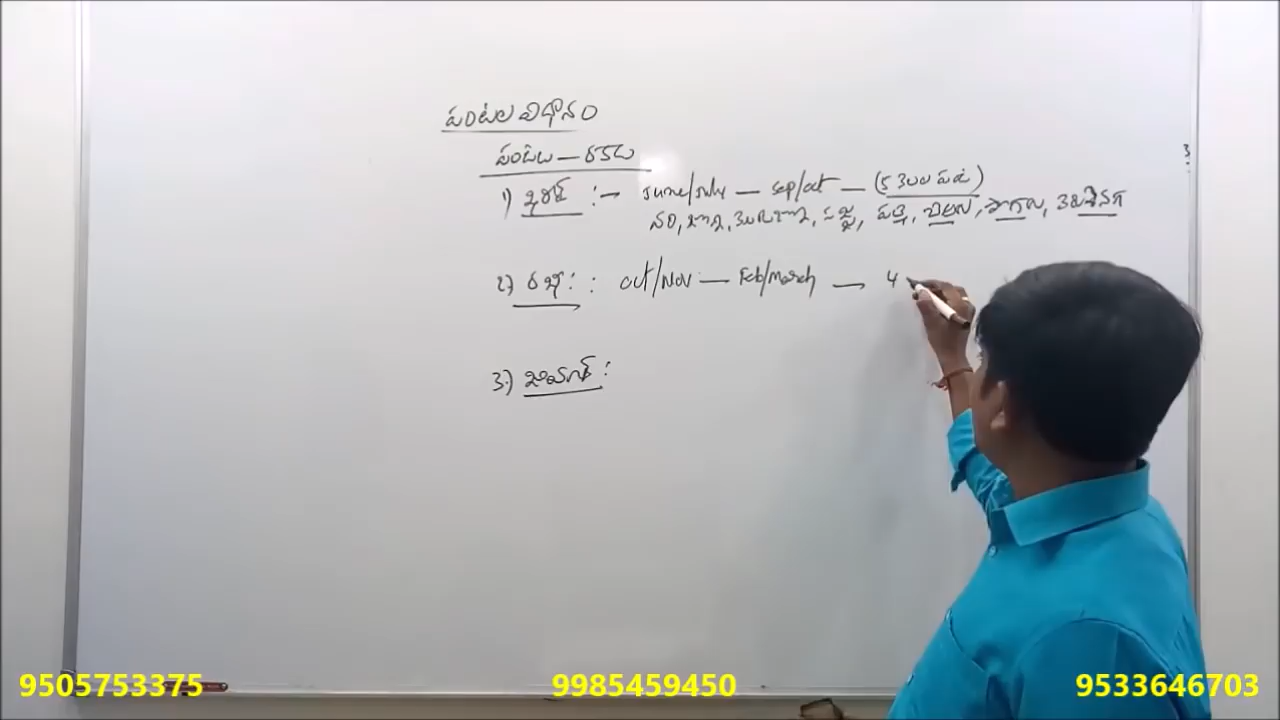 పంటల విధానం
పంటలు — రకాలు
1) ఖరీఫ్ :→ June/July — Sep/oct — (5 నెలల పంట)
వరి, జొన్న, మొక్కజొన్న, సజ్జ, పత్తి,
2) రబీ : : oct/Nov — Feb/March — 4
3.) జైయిద్ :
3
9505753375
9985459450
9533646703